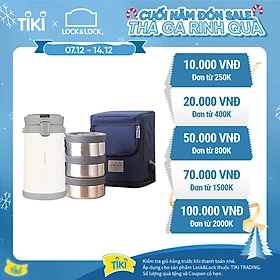 TIKI
LOCK&LOCK
07.12 - 14.12
CUỐI NĂM ĐÓN SALE
THẢ GA RINH QUÀ
10.000 VNĐ
Đơn từ 250K
20.000 VNĐ
Đơn từ 400K
50.000 VNĐ
Đơn từ 800K
70.000 VNĐ
Đơn từ 1500K
100.000 VNĐ
Đơn từ 2000K
TIKI
Kiểm tra giỏ hàng trước khi thanh toán nhé.
Áp dụng cho sản phẩm Lock&lock thuộc TIKI TRADING.
Số lượng quà tặng và Coupon có hạn.